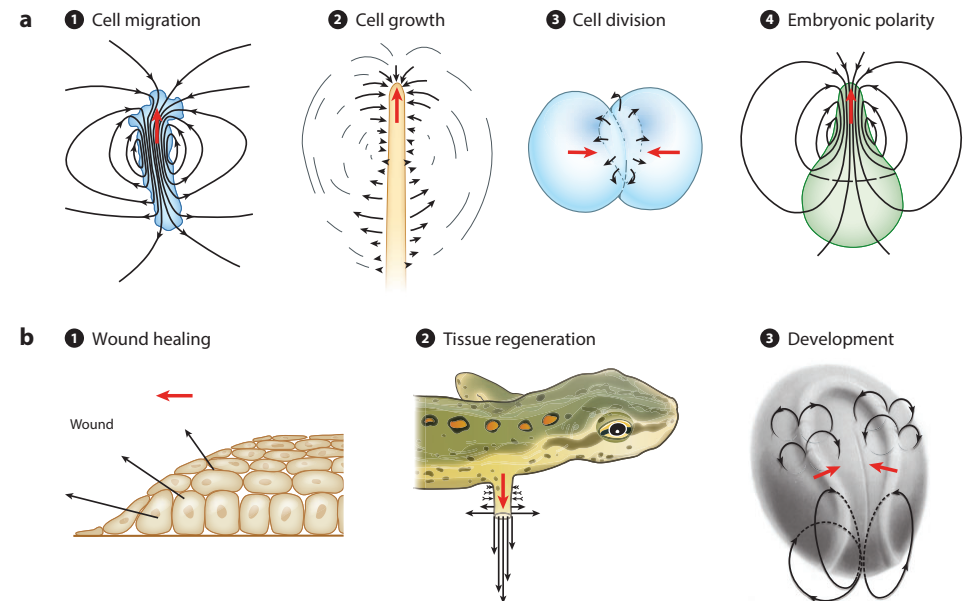 a
1 Cell migration
2 Cell growth
3 Cell division
4 Embryonic polarity
b
1 Wound healing
2 Tissue regeneration
3 Development
Wound